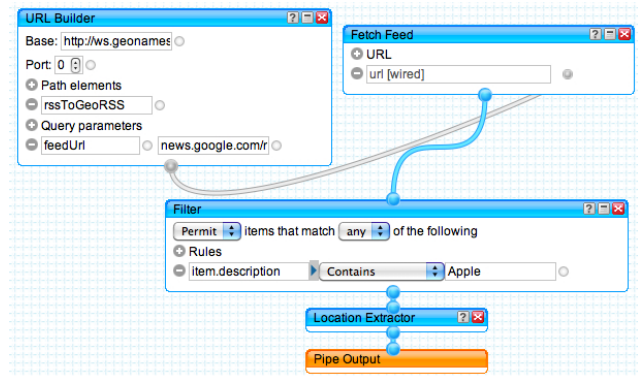 URL Builder
Base: http://ws.geonames
Port: 0
Path elements
rssToGeoRSS
Query parameters
feedUrl news.google.com/r
Fetch Feed
URL
url [wired]
Filter
Permit items that match any of the following
Rules
item.description Contains Apple
Location Extractor
Pipe Output